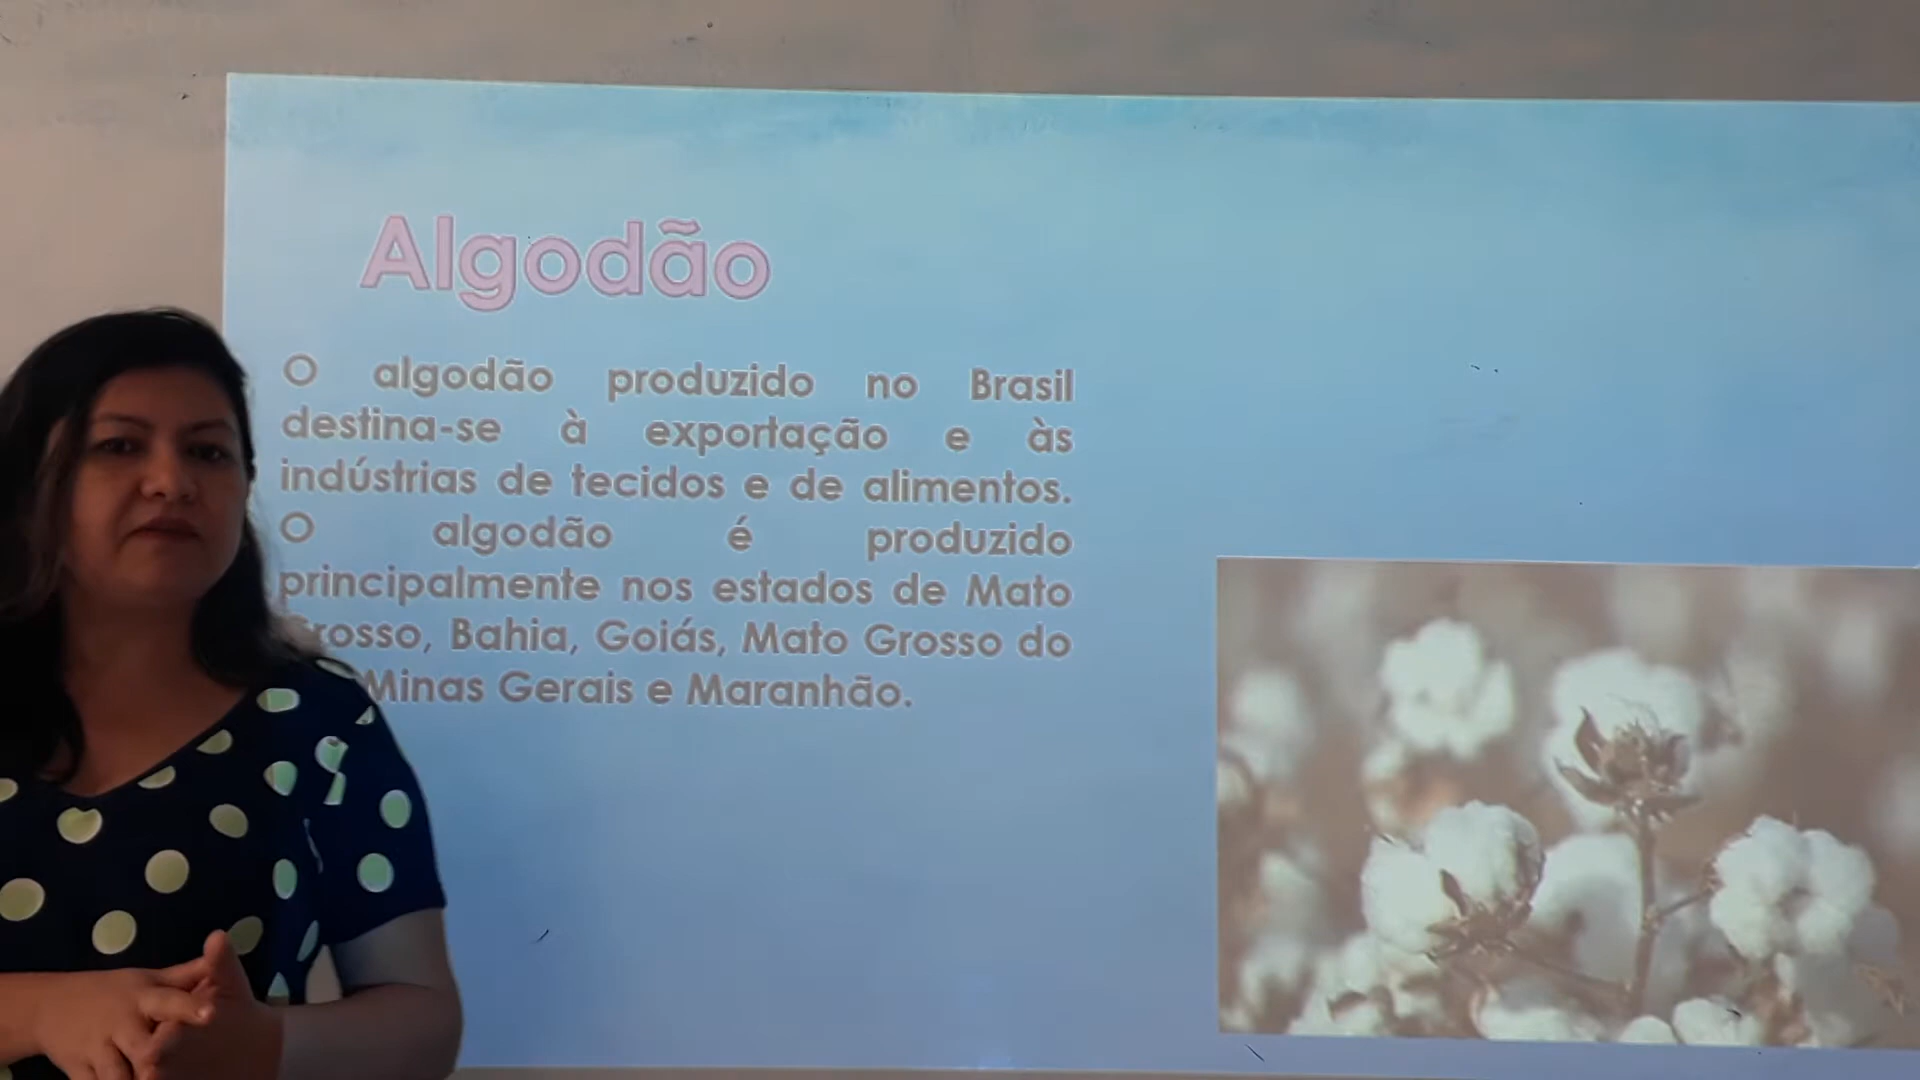 Algodão
O algodão produzido no Brasil
destina-se à exportação e às
indústrias de tecidos e de alimentos.
O algodão é produzido
principalmente nos estados de Mato
Grosso, Bahia, Goiás, Mato Grosso do
Minas Gerais e Maranhão.